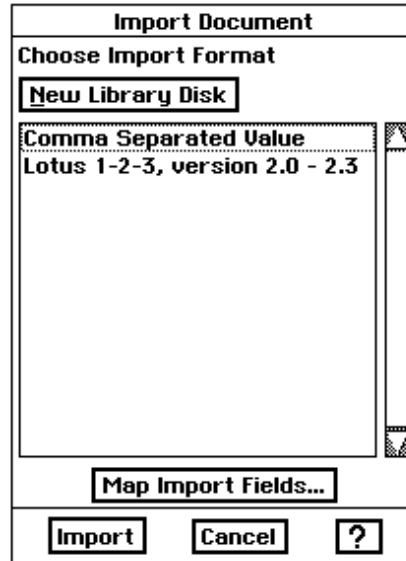 Import Document
Choose Import Format
New Library Disk
Comma Separated Value
Lotus 1-2-3, version 2.0 - 2.3
Map Import Fields...
Import Cancel ?